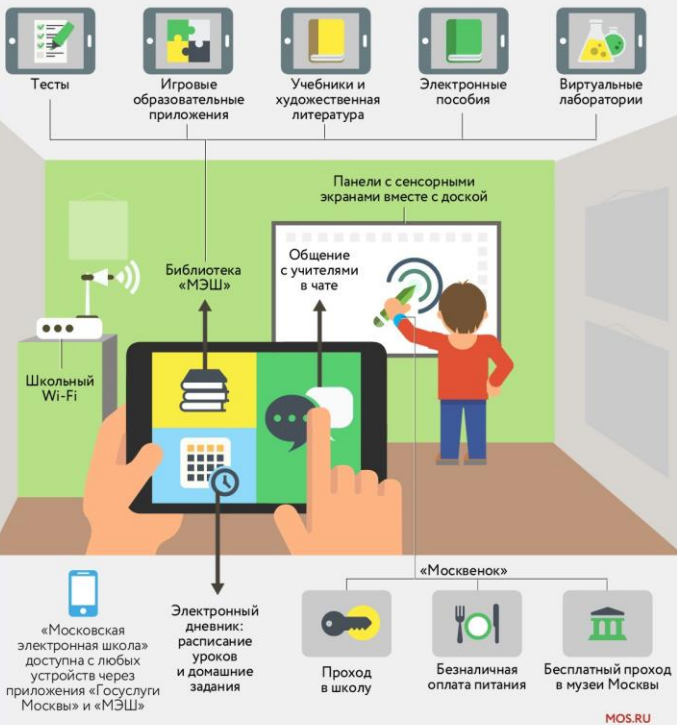 Тесты
Игровые
образовательные
приложения
Учебники и
художественная
литература
Электронные
пособия
Виртуальные
лаборатории
Панели с сенсорными
экранами вместе с доской
Библиотека
«МЭШ»
Общение
с учителями
в чате
Школьный
Wi-Fi
«Московская
электронная школа»
доступна с любых
устройств через
приложения «Госуслуги
Москвы» и «МЭШ»
Электронный
дневник:
расписание
уроков
и домашние
задания
«Москвенок»
Проход
в школу
Безналичная
оплата питания
Бесплатный проход
в музеи Москвы
MOS.RU